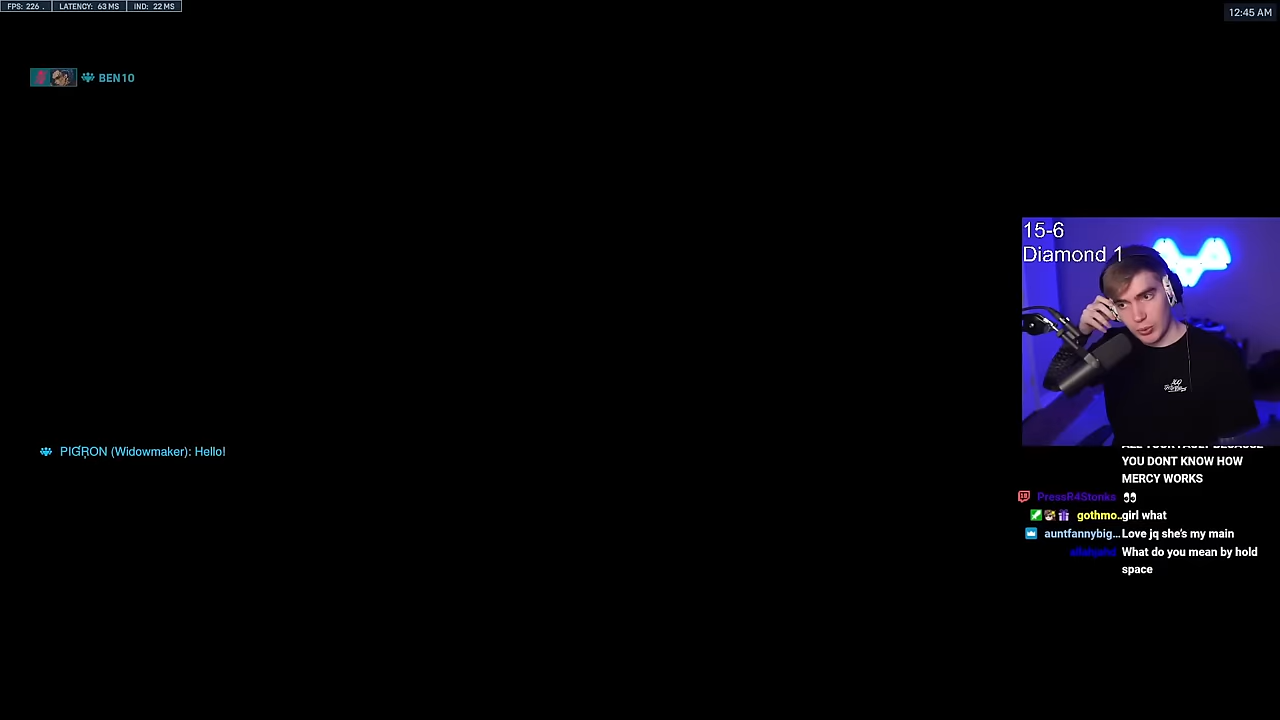 FPS: 226 .
LATENCY: 63 MS
IND: 22 MS
12:45 AM
BEN10
15-6
Diamond 1
PIGRON (Widowmaker): Hello!
YOU DONT KNOW HOW
MERCY WORKS
PressR4Stonks
gothmo.. girl what
auntfannybig... Love jq she's my main
What do you mean by hold
space